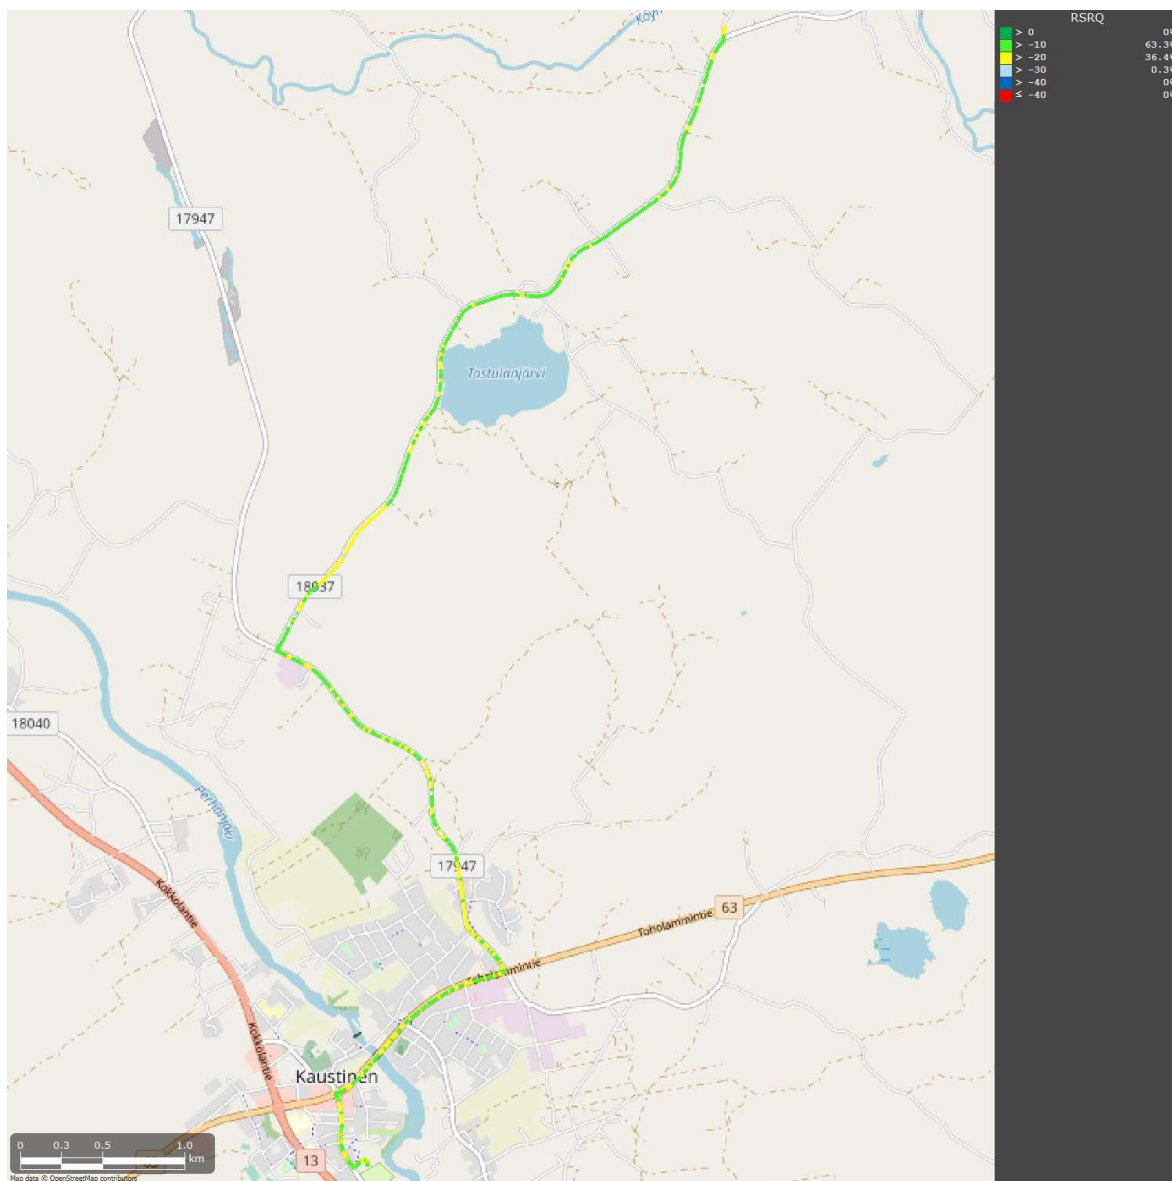 Köyh
RSRQ
> 0 0%
> -10 63.3%
> -20 36.4%
> -30 0.3%
> -40 0%
≤ -40 0%
17947
Tastulanjärvi
18037
18040
Perhonjoki
17947
Kokkolantie
63
Toholammintie
Toholammintie
Kokkolantie
Kaustinen
0 0.3 0.5 1.0
km
63
13
Map data © OpenStreetMap contributors